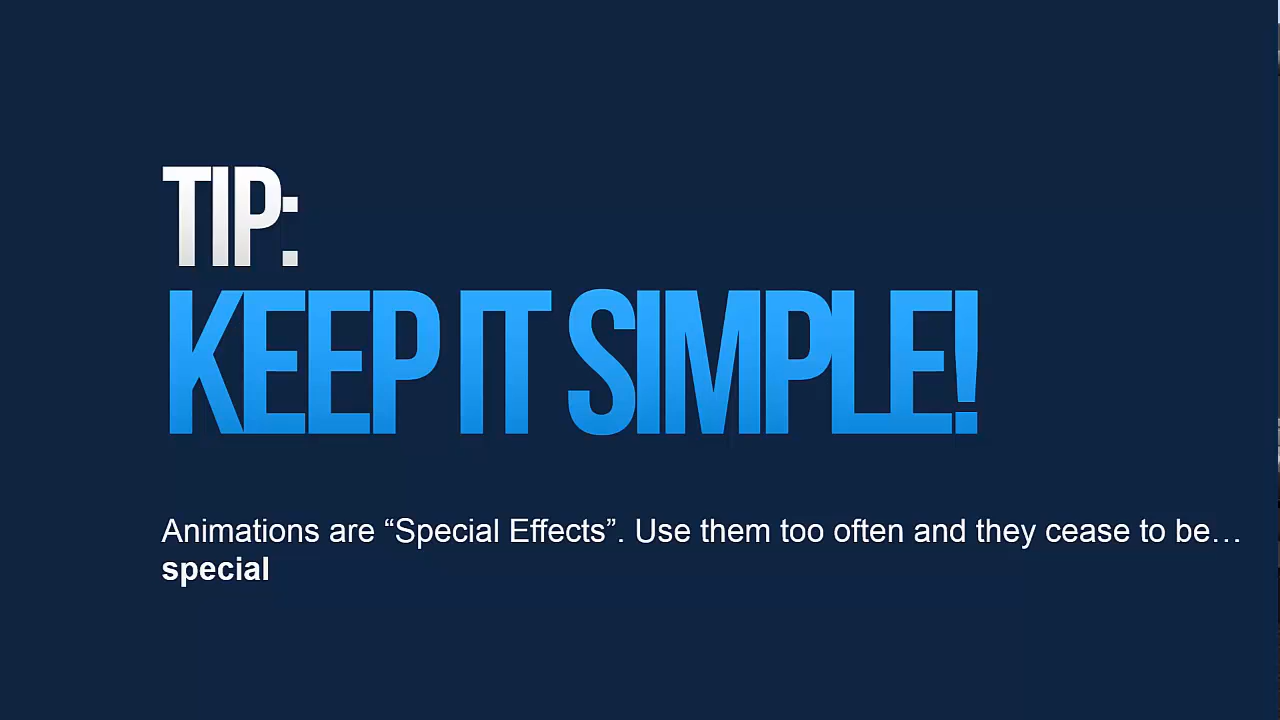 TIP:
KEEP IT SIMPLE!
Animations are “Special Effects”. Use them too often and they cease to be…
special